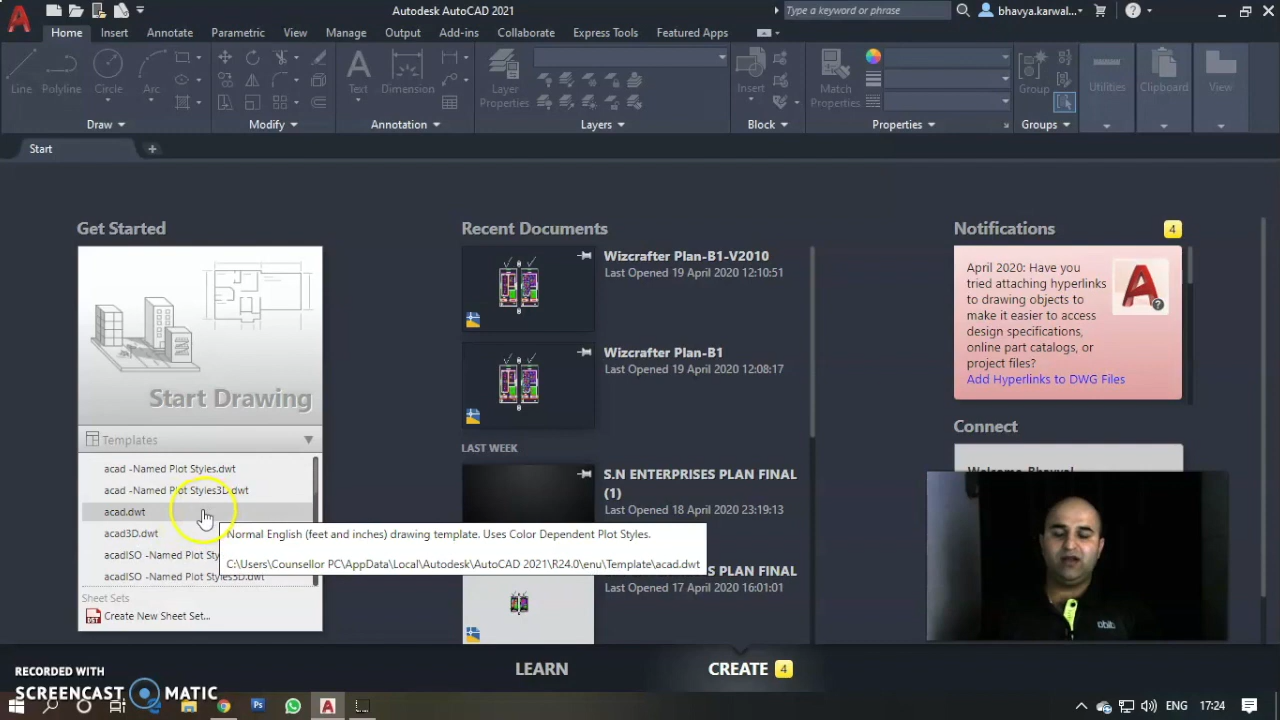 Autodesk AutoCAD 2021
Type a keyword or phrase
bhavya.karwal...
Home Insert Annotate Parametric View Manage Output Add-ins Collaborate Express Tools Featured Apps
Line Polyline Circle Arc
Text Dimension
Layer Properties
Insert
Match Properties
Group
Utilities
Clipboard
View
Draw Modify Annotation Layers Block Properties Groups
Start
Get Started
Start Drawing
Templates
acad -Named Plot Styles.dwt
acad -Named Plot Styles3D.dwt
acad.dwt
acad3D.dwt
acadISO -Named Plot Sty
acadISO -Named Plot Styles3D.dwt
Normal English (feet and inches) drawing template. Uses Color Dependent Plot Styles.
C:\Users\Counsellor PC\AppData\Local\Autodesk\AutoCAD 2021\R24.0\enu\Template\acad.dwt
Sheet Sets
DST
Create New Sheet Set...
Recent Documents
Wizcrafter Plan-B1-V2010
Last Opened 19 April 2020 12:10:51
Wizcrafter Plan-B1
Last Opened 19 April 2020 12:08:17
LAST WEEK
S.N ENTERPRISES PLAN FINAL
(1)
Last Opened 18 April 2020 23:19:13
S PLAN FINAL
Last Opened 17 April 2020 16:01:01
Notifications
4
April 2020: Have you
tried attaching hyperlinks
to drawing objects to
make it easier to access
design specifications,
online part catalogs, or
project files?
Add Hyperlinks to DWG Files
Connect
LEARN
CREATE 4
RECORDED WITH
SCREENCAST MATIC
Ps
ENG 17:24